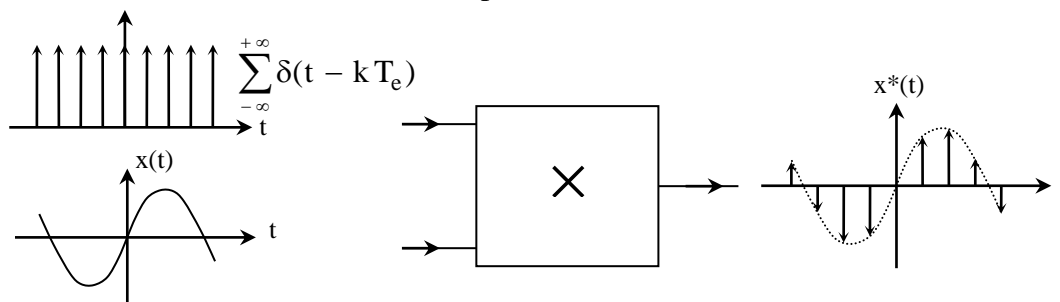 + ∞
∑ δ(t − k Tₑ)
− ∞
t
x(t)
t
×
x*(t)